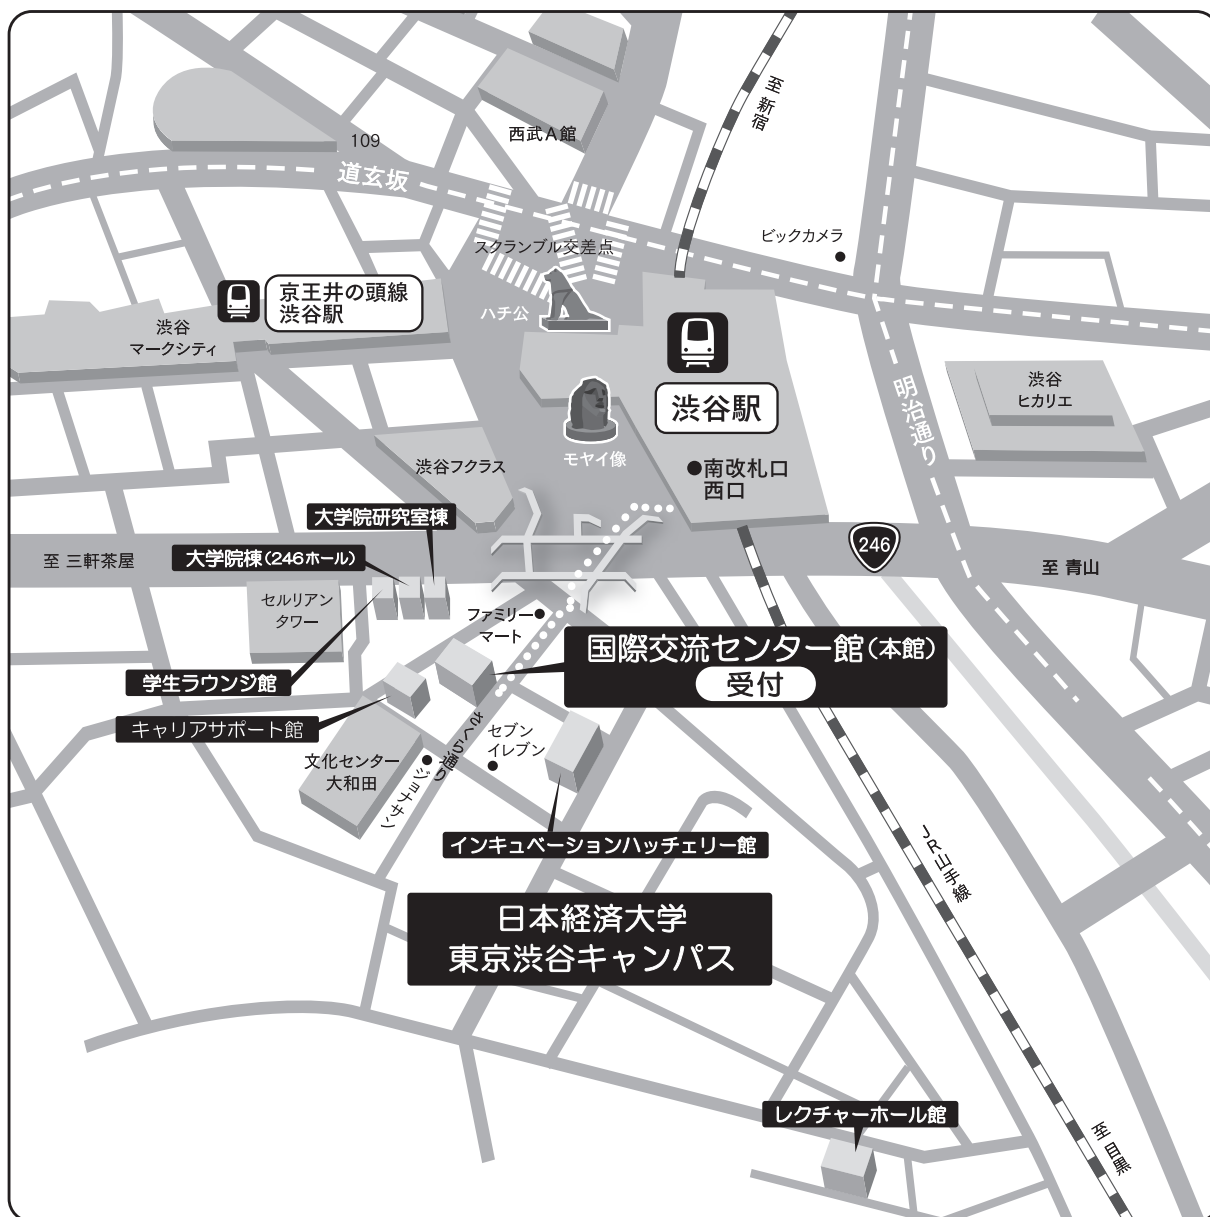 至 新宿
西武A館
109
道玄坂
スクランブル交差点
ビックカメラ
京王井の頭線
渋谷駅
ハチ公
渋谷
マークシティ
渋谷駅
渋谷
ヒカリエ
明治通り
モヤイ像
渋谷フクラス
●南改札口
西口
大学院研究室棟
大学院棟(246ホール)
至 三軒茶屋
246
至 青山
セルリアン
タワー
ファミリー
マート
国際交流センター館(本館)
受付
学生ラウンジ館
キャリアサポート館
さくら通り
セブン
イレブン
文化センター
大和田
ジョナサン
インキュベーションハッチェリー館
JR山手線
日本経済大学
東京渋谷キャンパス
レクチャーホール館
至 目黒